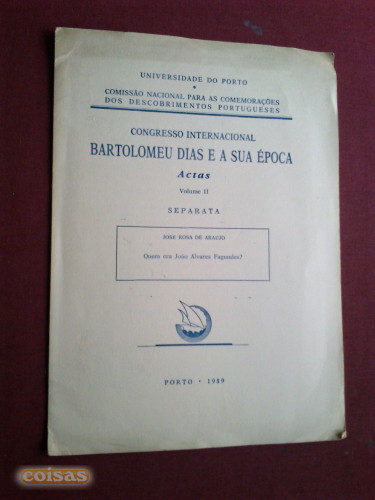 UNIVERSIDADE DO PORTO
•
COMISSÃO NACIONAL PARA AS COMEMORAÇÕES
DOS DESCOBRIMENTOS PORTUGUESES
CONGRESSO INTERNACIONAL
BARTOLOMEU DIAS E A SUA ÉPOCA
Actas
Volume II
SEPARATA
JOSE ROSA DE ARAÚJO
Quem era João Álvares Fagundes?
PORTO • 1989
coisas